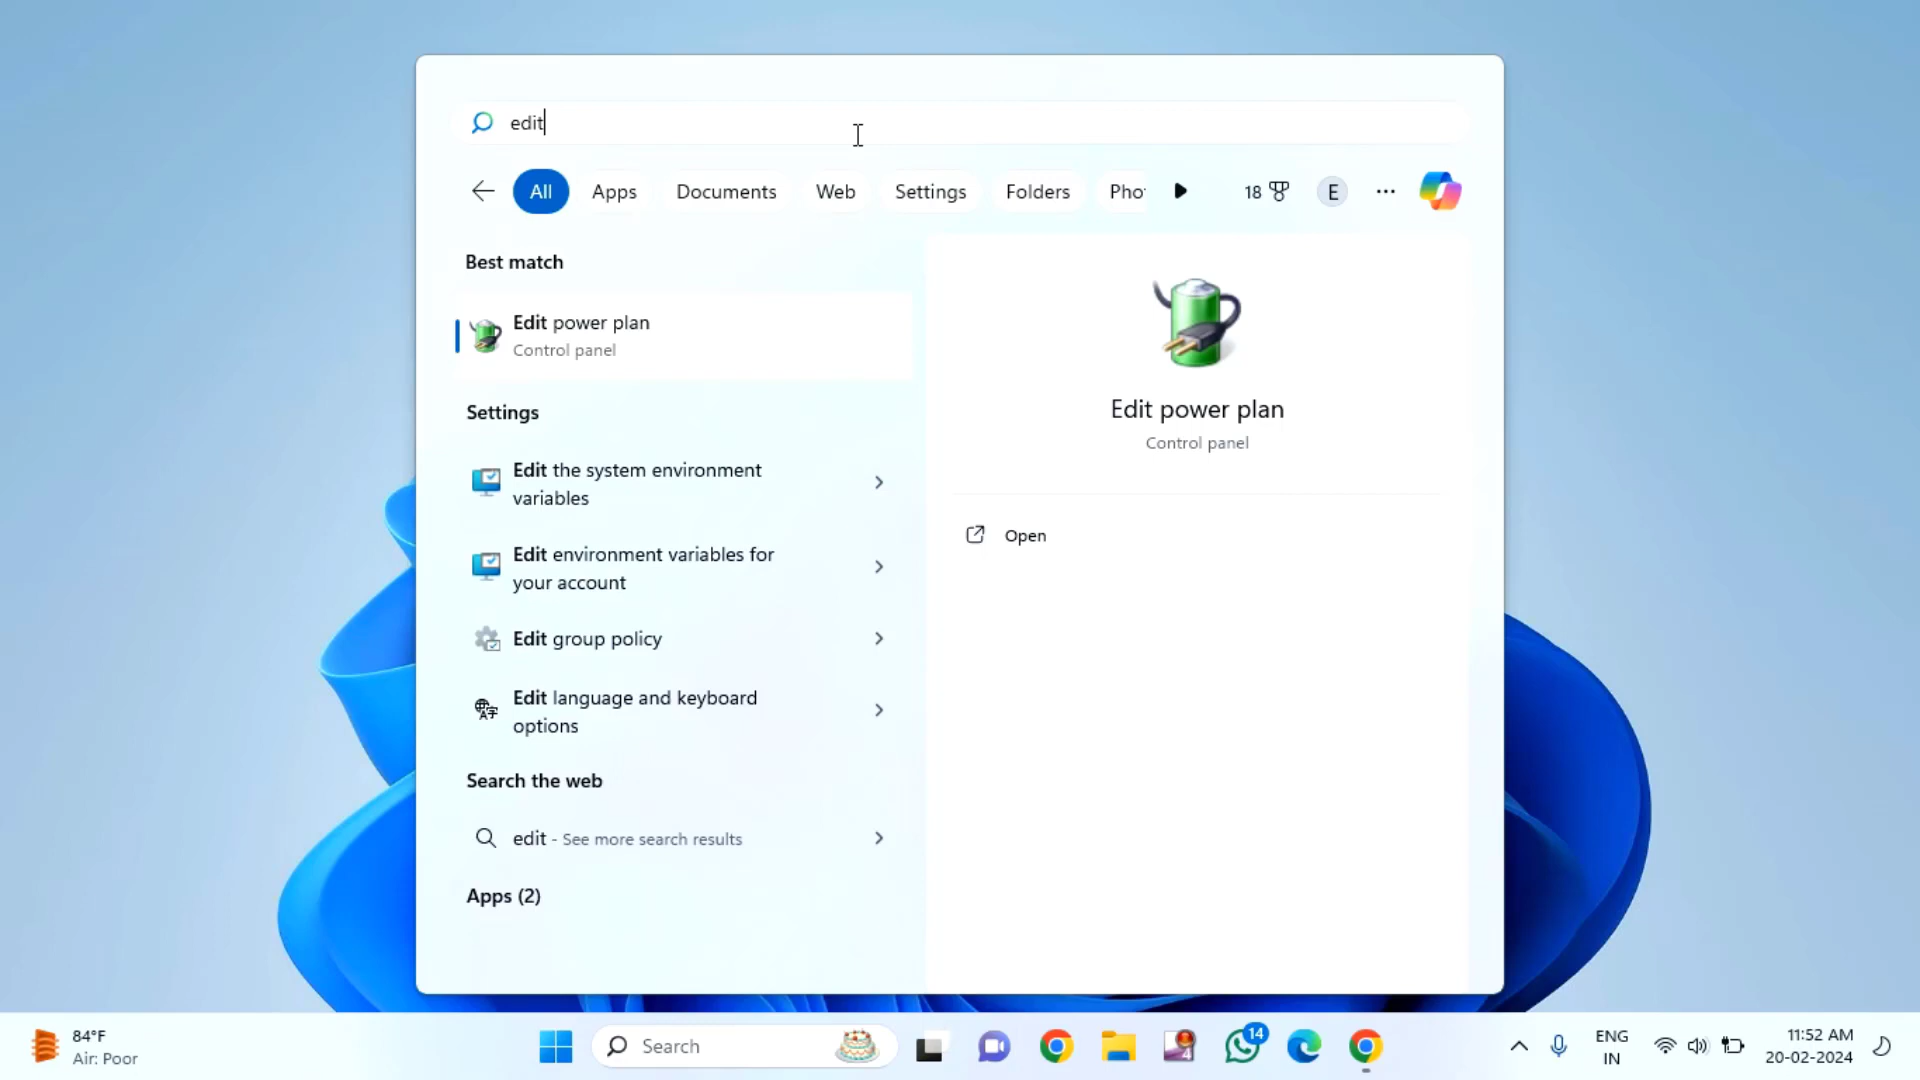 edit
All Apps Documents Web Settings Folders Pho 18 E
Best match
Edit power plan
Control panel
Settings
Edit the system environment
variables
Edit environment variables for
your account
Edit group policy
Edit language and keyboard
options
Search the web
edit - See more search results
Apps (2)
Edit power plan
Control panel
Open
84°F
Air: Poor
Search
4
14
ENG
IN
11:52 AM
20-02-2024